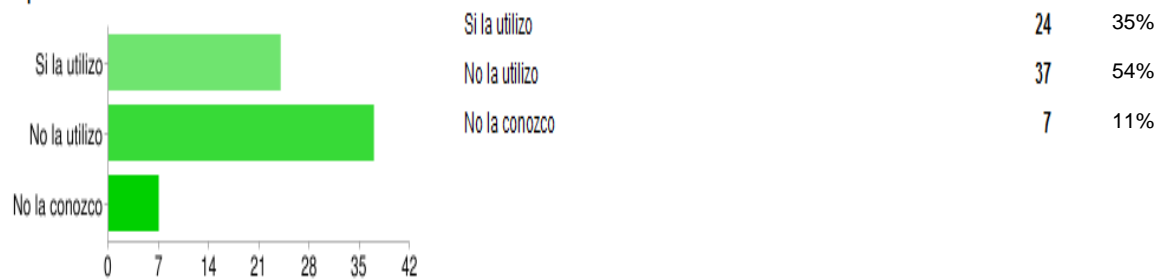 Si la utilizo
No la utilizo
No la conozco
0 7 14 21 28 35 42
Si la utilizo 24 35%
No la utilizo 37 54%
No la conozco 7 11%